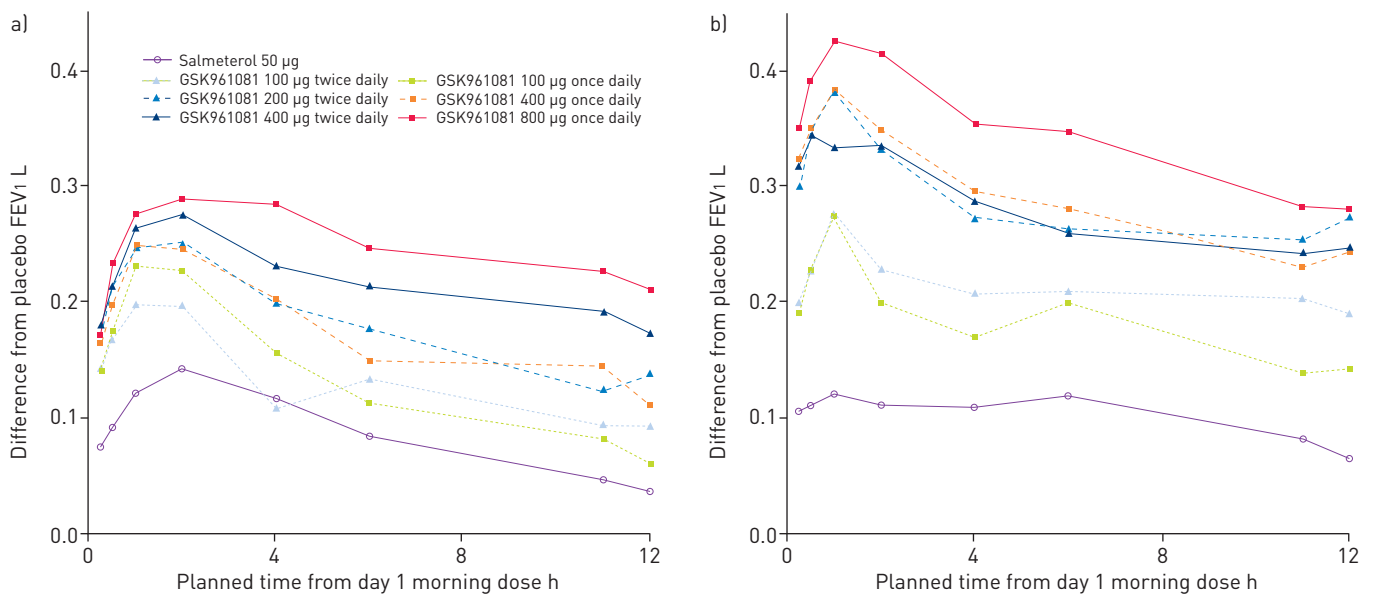 a)
Difference from placebo FEV1 L
0.4
0.3
0.2
0.1
0.0
Salmeterol 50 µg
GSK961081 100 µg twice daily
GSK961081 200 µg twice daily
GSK961081 400 µg twice daily
GSK961081 100 µg once daily
GSK961081 400 µg once daily
GSK961081 800 µg once daily
0 4 8 12
Planned time from day 1 morning dose h
b)
Difference from placebo FEV1 L
0.4
0.3
0.2
0.1
0.0
0 4 8 12
Planned time from day 1 morning dose h